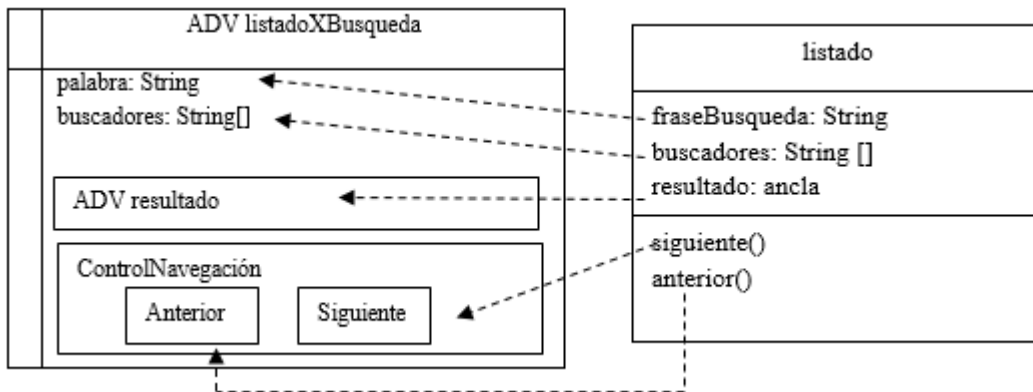 ADV listadoXBusqueda
palabra: String
buscadores: String[]
ADV resultado
ControlNavegación
Anterior
Siguiente
listado
fraseBusqueda: String
buscadores: String []
resultado: ancla
siguiente()
anterior()